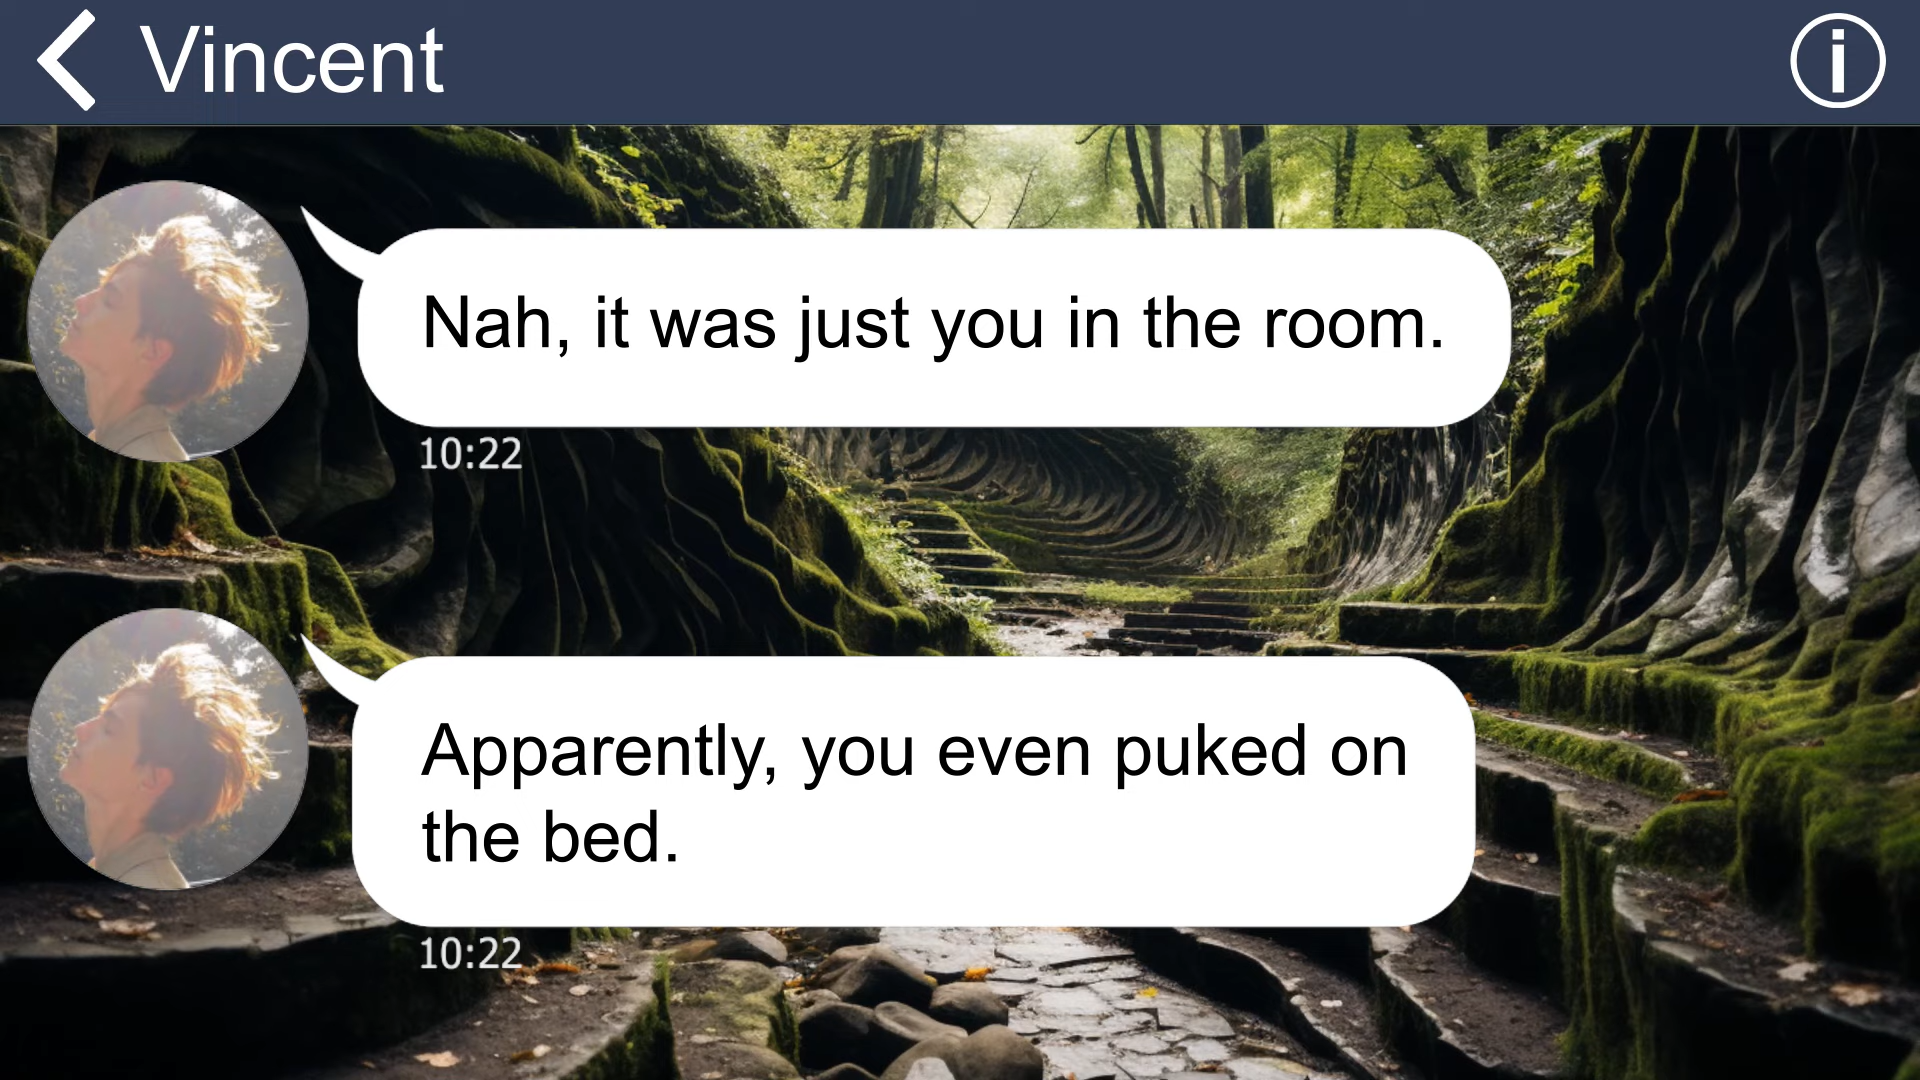 Vincent
Nah, it was just you in the room.
10:22
Apparently, you even puked on
the bed.
10:22